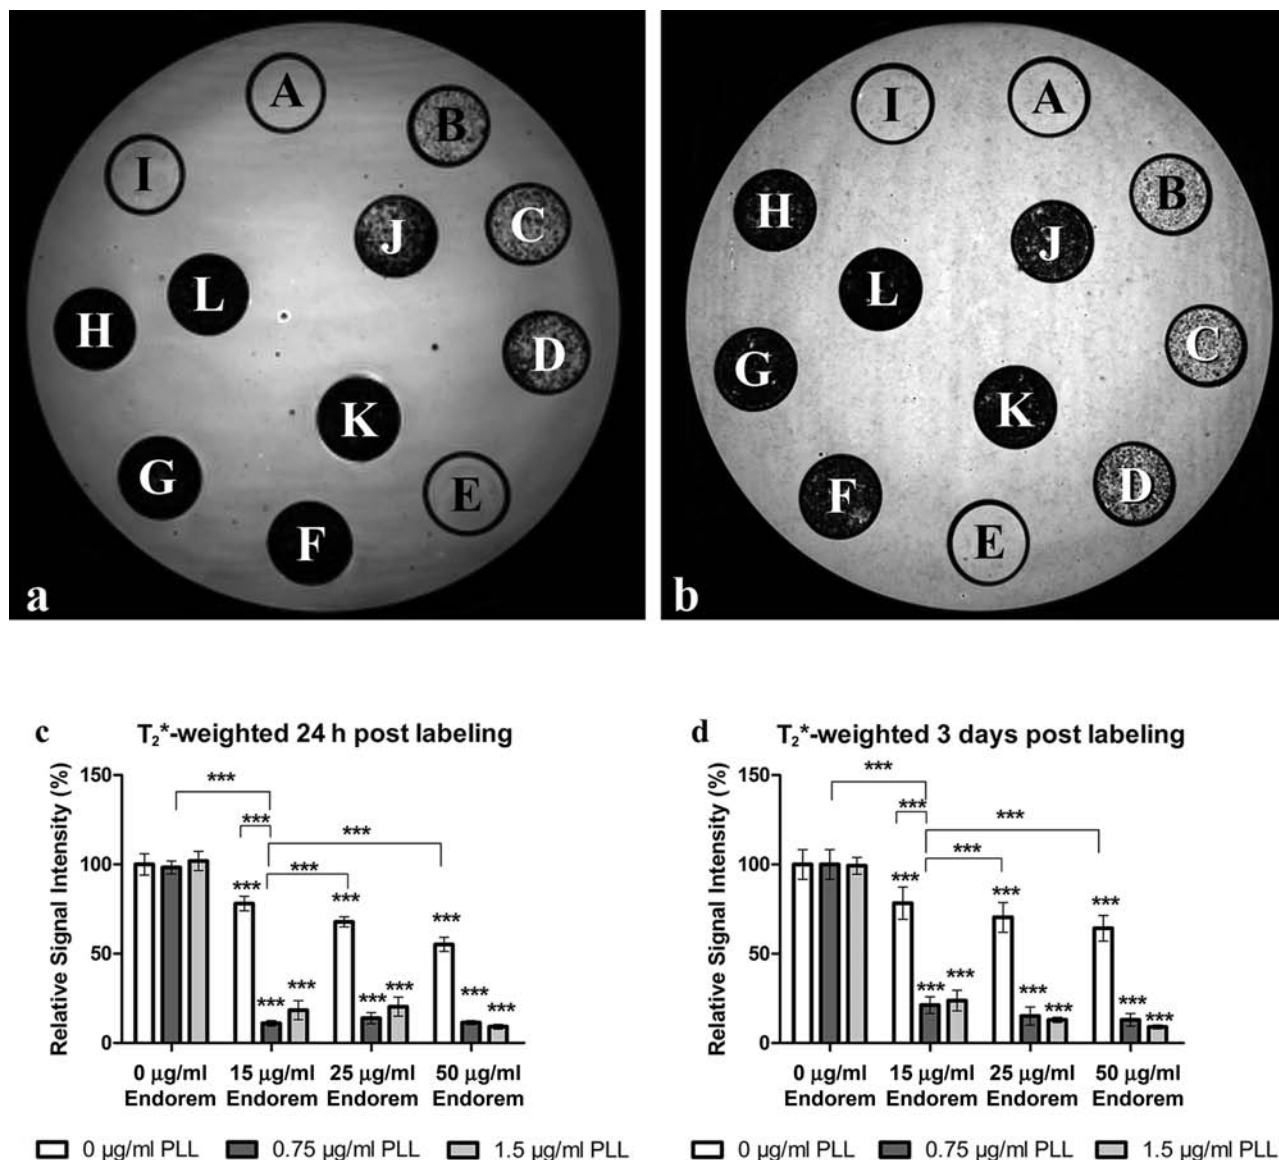 A
B
I
J
C
L
H
D
K
E
G
F
a
I
A
B
H
J
L
C
G
K
D
F
E
b
c T₂*-weighted 24 h post labeling
Relative Signal Intensity (%)
150
100
50
0
***
***
***
***
***
***
***
***
***
***
***
***
***
0 µg/ml Endorem
15 µg/ml Endorem
25 µg/ml Endorem
50 µg/ml Endorem
0 µg/ml PLL 0.75 µg/ml PLL 1.5 µg/ml PLL
d T₂*-weighted 3 days post labeling
Relative Signal Intensity (%)
150
100
50
0
***
***
***
***
***
***
***
***
***
***
***
***
***
0 µg/ml Endorem
15 µg/ml Endorem
25 µg/ml Endorem
50 µg/ml Endorem
0 µg/ml PLL 0.75 µg/ml PLL 1.5 µg/ml PLL